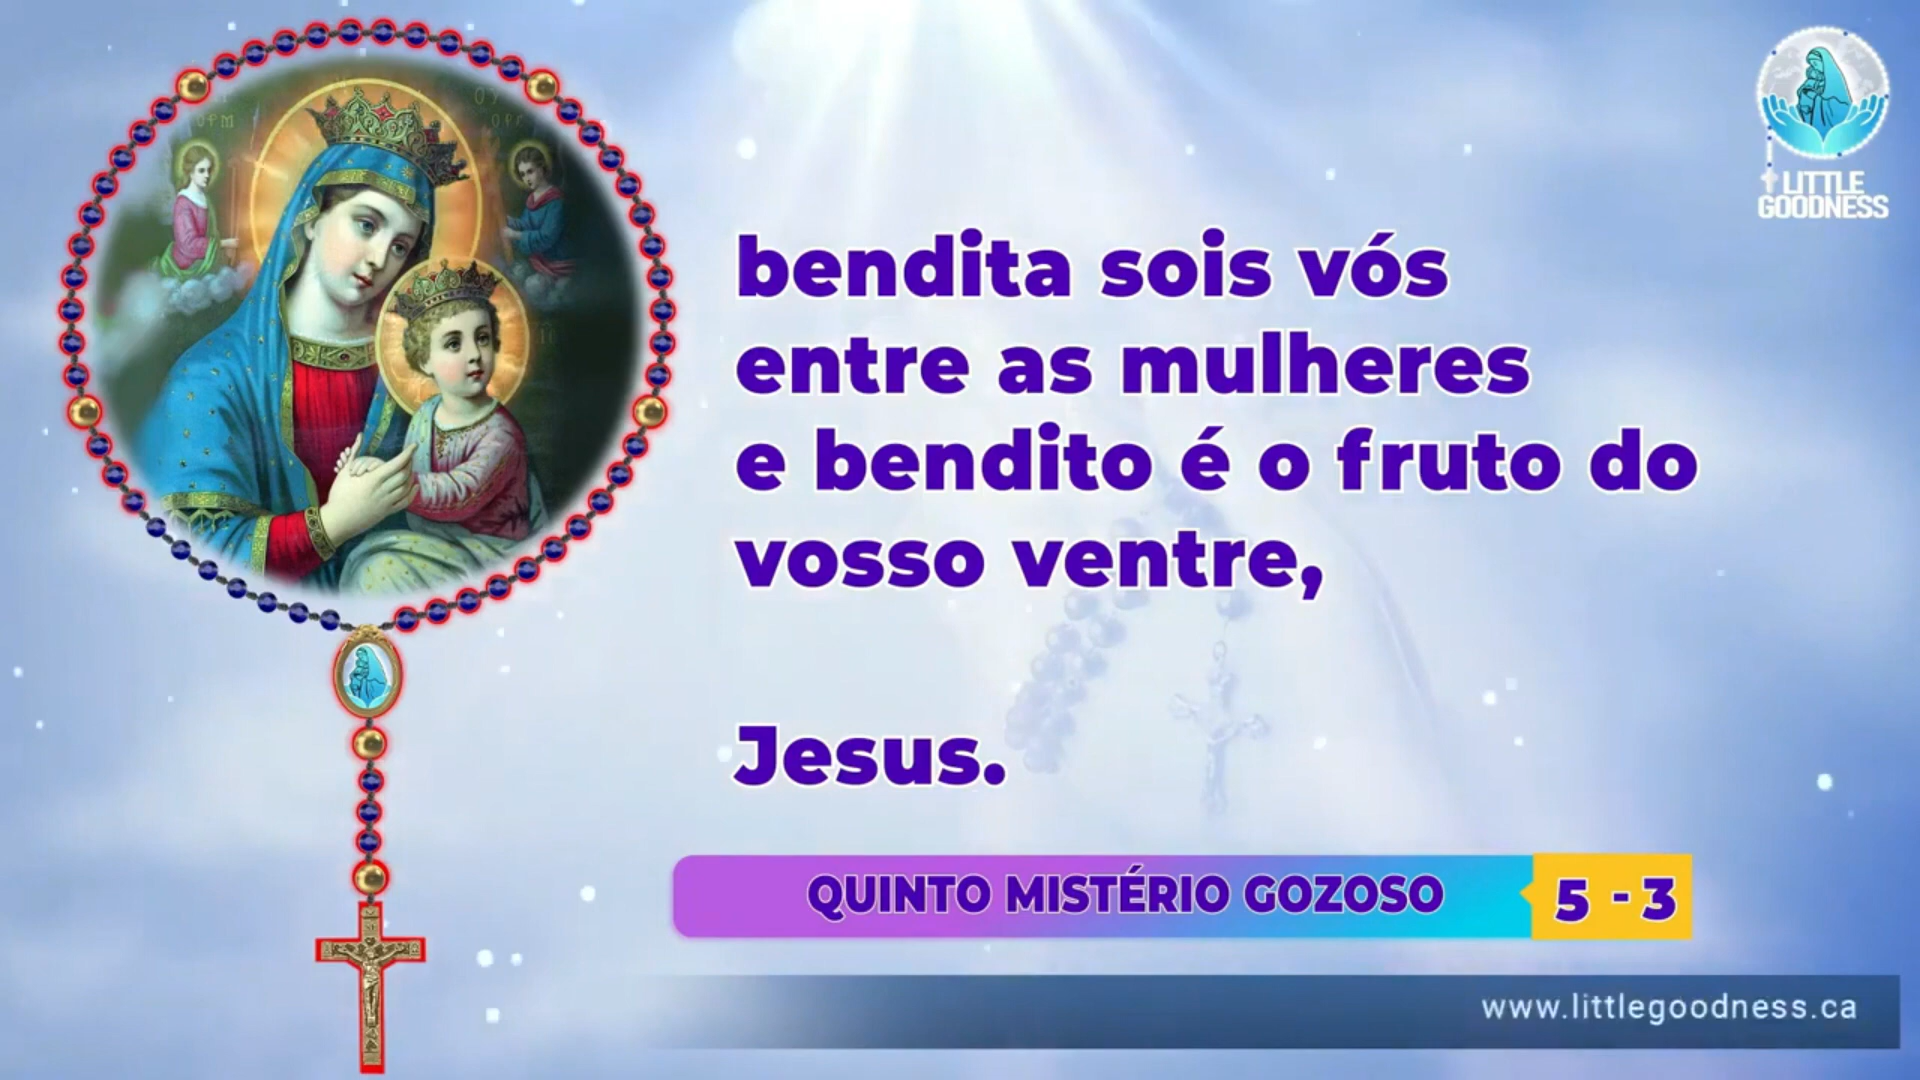 LITTLE
GOODNESS
bendita sois vós
entre as mulheres
e bendito é o fruto do
vosso ventre,
Jesus.
QUINTO MISTÉRIO GOZOSO
5 - 3
www.littlegoodness.ca